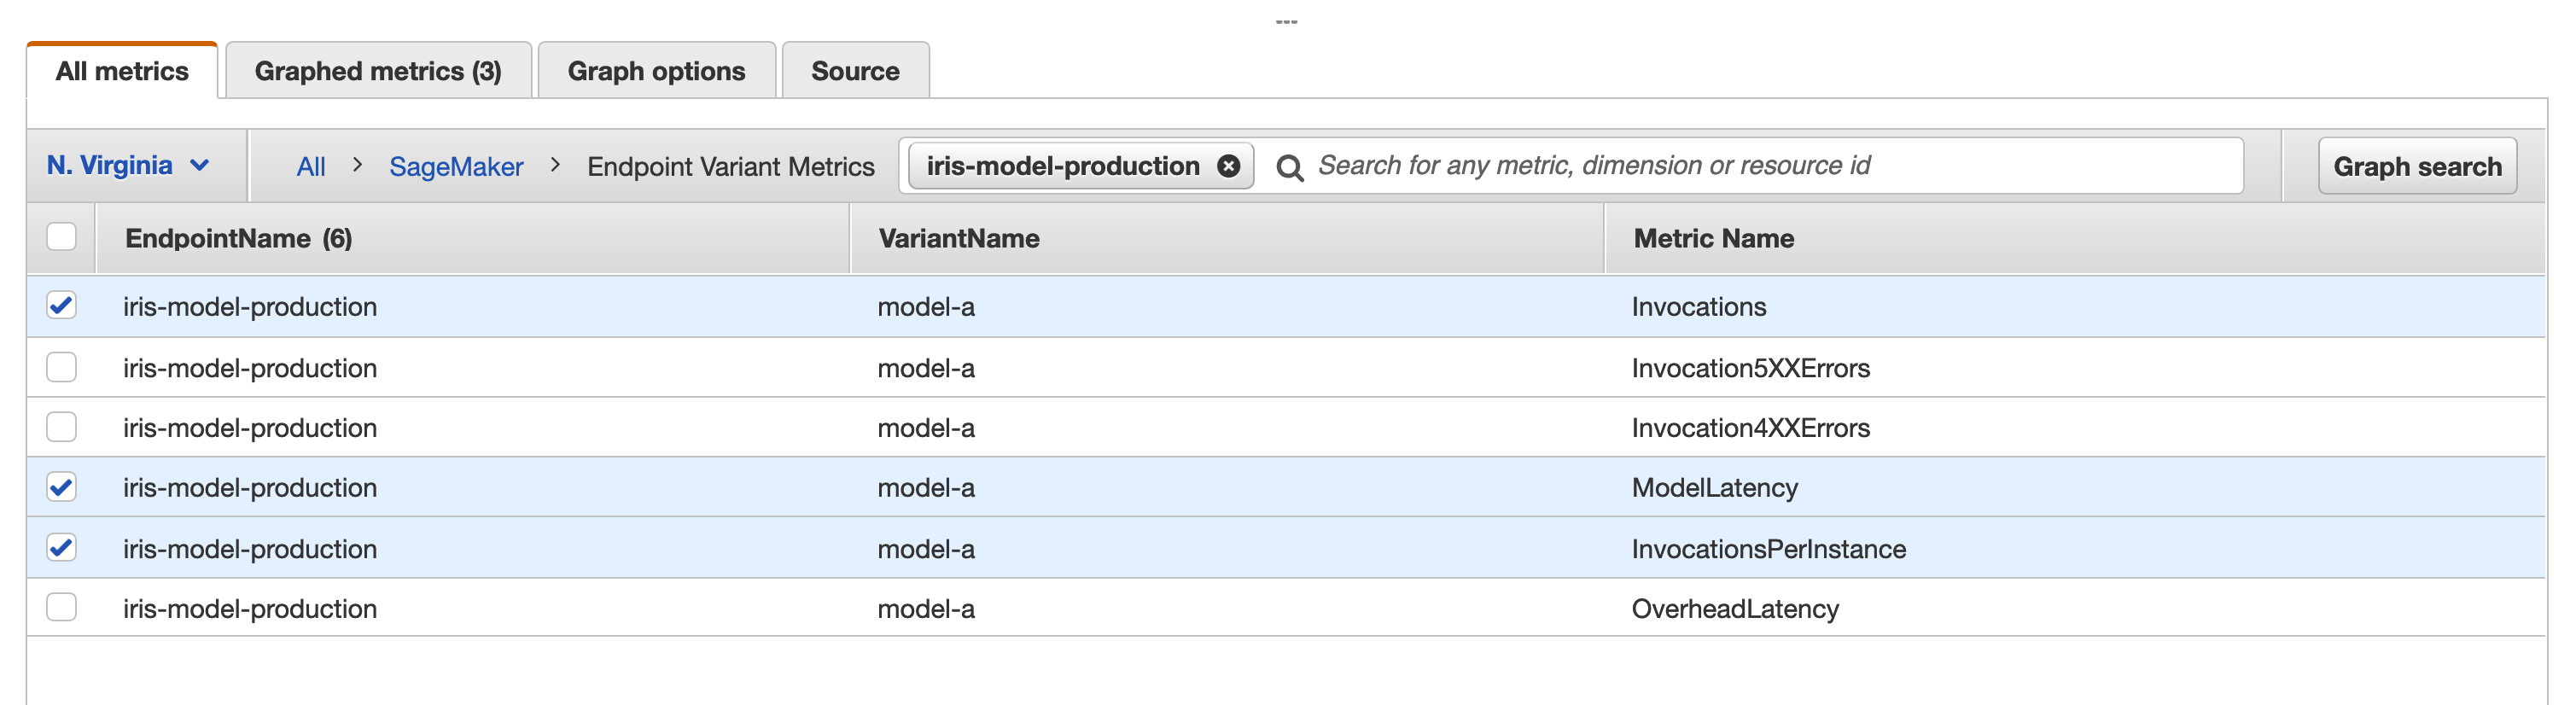 All metrics Graphed metrics (3) Graph options Source
N. Virginia All > SageMaker > Endpoint Variant Metrics iris-model-production Search for any metric, dimension or resource id Graph search
EndpointName (6) VariantName Metric Name
iris-model-production model-a Invocations
iris-model-production model-a Invocation5XXErrors
iris-model-production model-a Invocation4XXErrors
iris-model-production model-a ModelLatency
iris-model-production model-a InvocationsPerInstance
iris-model-production model-a OverheadLatency